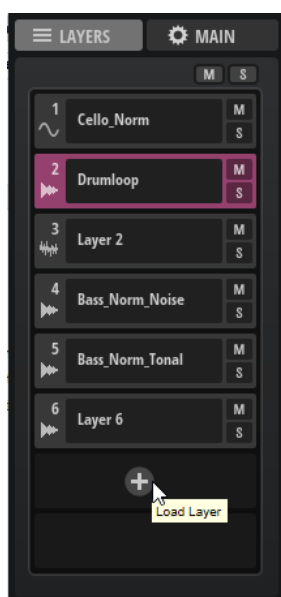 LAYERS MAIN
M S
1 Cello_Norm M
S
2 Drumloop M
S
3 Layer 2 M
S
4 Bass_Norm_Noise M
S
5 Bass_Norm_Tonal M
S
6 Layer 6 M
S
Load Layer